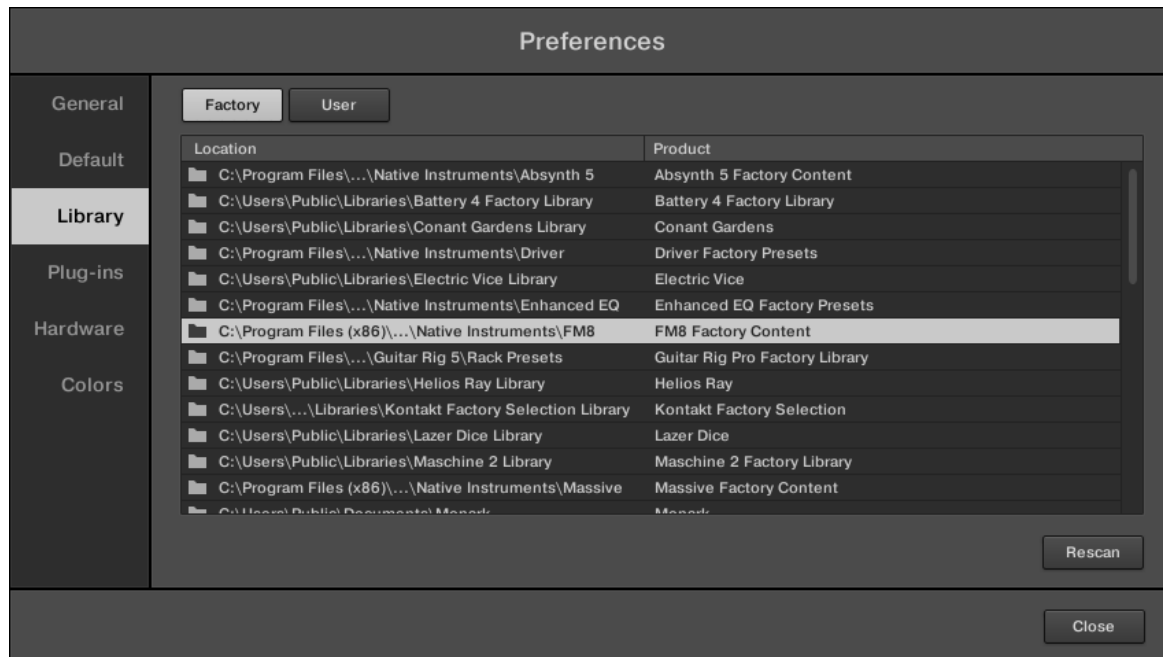 Preferences
General
Default
Library
Plug-ins
Hardware
Colors
Factory User
Location Product
C:\Program Files\...\Native Instruments\Absynth 5 Absynth 5 Factory Content
C:\Users\Public\Libraries\Battery 4 Factory Library Battery 4 Factory Library
C:\Users\Public\Libraries\Conant Gardens Library Conant Gardens
C:\Program Files\...\Native Instruments\Driver Driver Factory Presets
C:\Users\Public\Libraries\Electric Vice Library Electric Vice
C:\Program Files\...\Native Instruments\Enhanced EQ Enhanced EQ Factory Presets
C:\Program Files (x86)\...\Native Instruments\FM8 FM8 Factory Content
C:\Program Files\...\Guitar Rig 5\Rack Presets Guitar Rig Pro Factory Library
C:\Users\Public\Libraries\Helios Ray Library Helios Ray
C:\Users\...\Libraries\Kontakt Factory Selection Library Kontakt Factory Selection
C:\Users\Public\Libraries\Lazer Dice Library Lazer Dice
C:\Users\Public\Libraries\Maschine 2 Library Maschine 2 Factory Library
C:\Program Files (x86)\...\Native Instruments\Massive Massive Factory Content
C:\Users\Public\Documents\Monark Monark
Rescan
Close